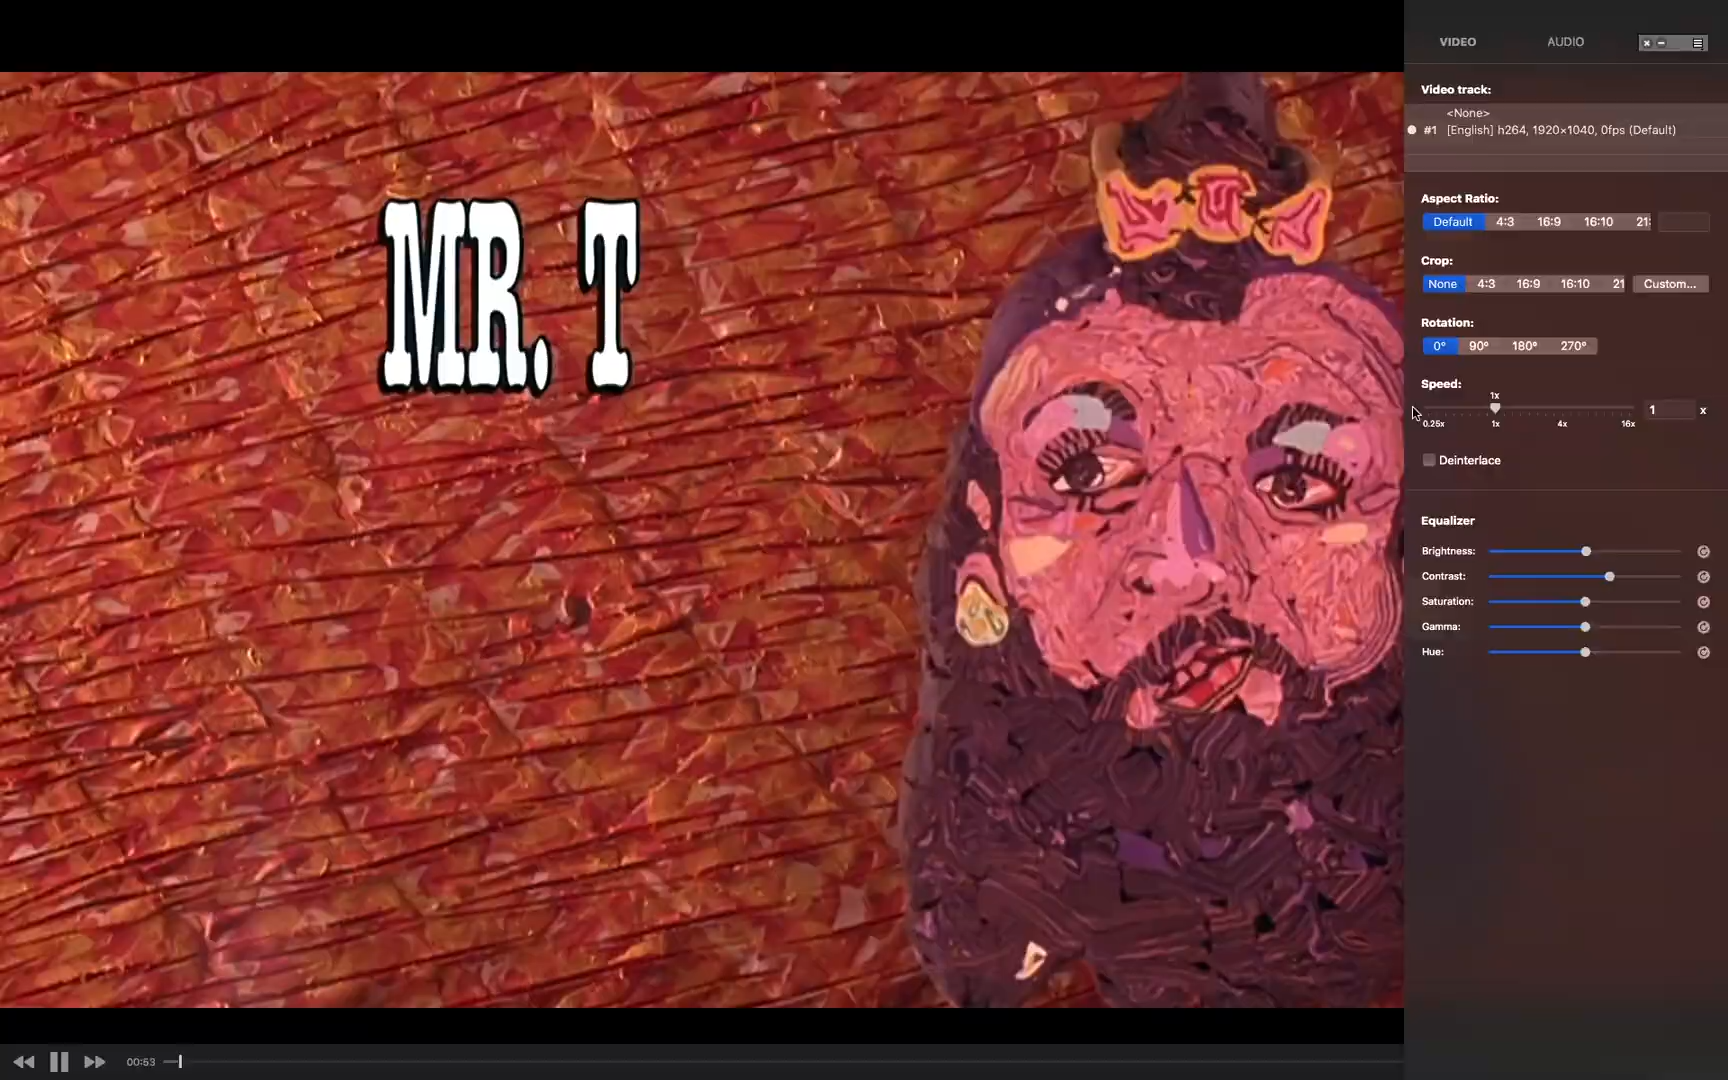 VIDEO AUDIO
Video track:
<None>
#1 [English] h264, 1920×1040, 0fps (Default)
MR. T
Aspect Ratio:
Default 4:3 16:9 16:10 21:
Crop:
None 4:3 16:9 16:10 21 Custom...
Rotation:
0° 90° 180° 270°
Speed:
1x
1 x
0.25x 1x 4x 16x
Deinterlace
Equalizer
Brightness:
Contrast:
Saturation:
Gamma:
Hue:
00:53